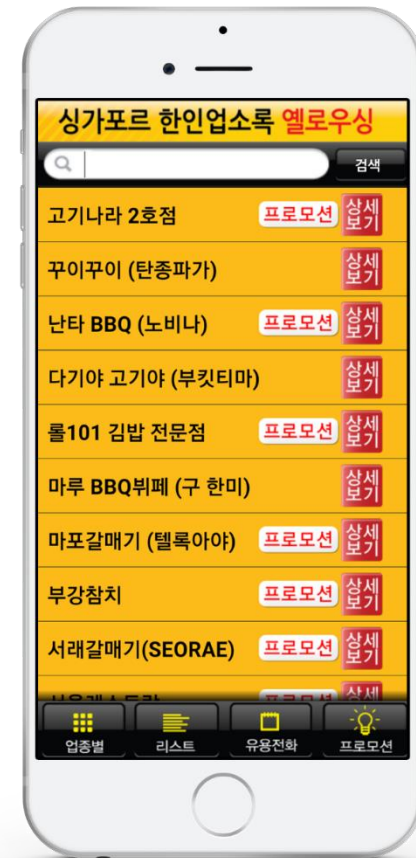 싱가포르 한인업소록 옐로우싱
검색
고기나라 2호점 프로모션 상세보기
꾸이꾸이 (탄종파가) 상세보기
난타 BBQ (노비나) 프로모션 상세보기
다기야 고기야 (부킷티마) 상세보기
롤101 김밥 전문점 프로모션 상세보기
마루 BBQ뷔페 (구 한미) 상세보기
마포갈매기 (텔록아야) 프로모션 상세보기
부강참치 프로모션 상세보기
서래갈매기(SEORAE) 프로모션 상세보기
업종별 리스트 유용전화 프로모션